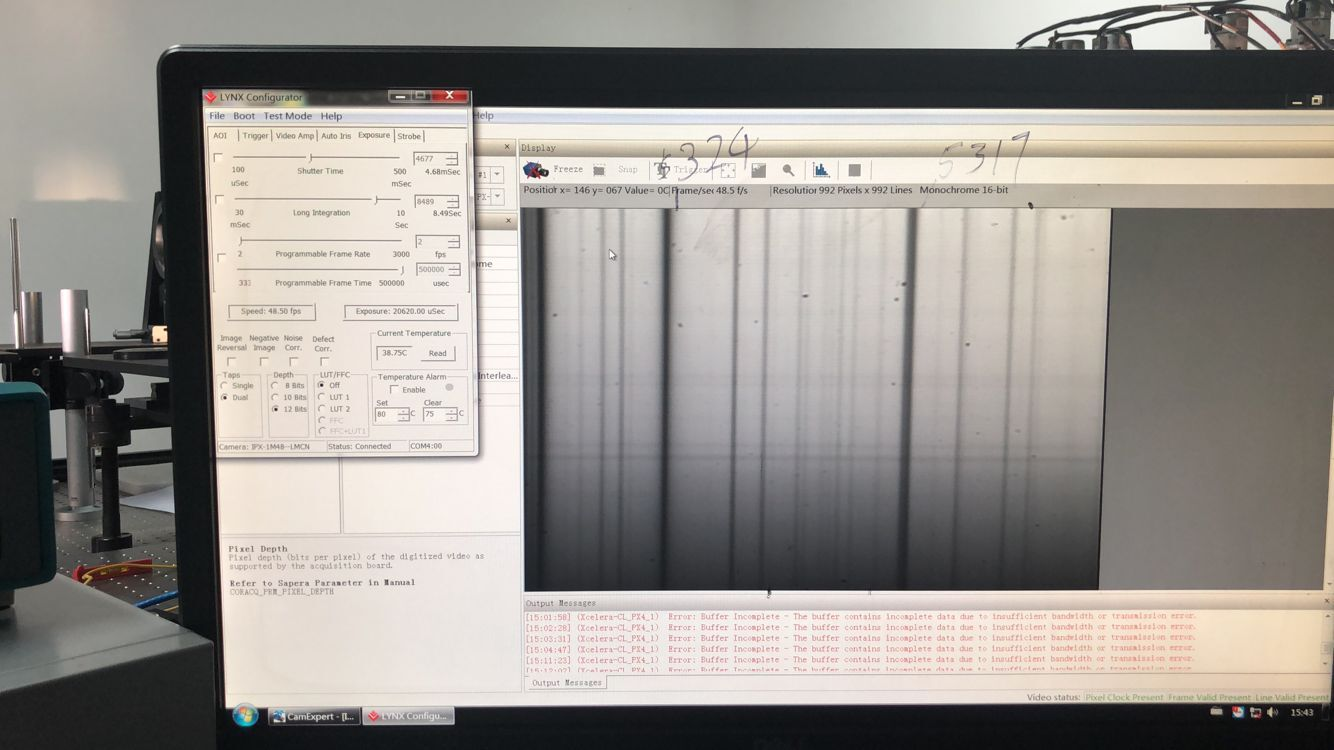 LYNX Configurator
File Boot Test Mode Help
AOI Trigger Video Amp Auto Iris Exposure Strobe
4677
100 500 4.68mSec
uSec Shutter Time mSec
8489
30 10 8.49Sec
mSec Long Integration Sec
2
2 Programmable Frame Rate 3000 fps
500000
333 Programmable Frame Time 500000 usec
Speed: 48.50 fps Exposure: 20620.00 uSec
Image Reversal Negative Image Noise Corr. Defect Corr.
Current Temperature
38.75C Read
Taps
Single
Dual
Depth
8 Bits
10 Bits
12 Bits
LUT/FFC
Off
LUT 1
LUT 2
FFC
FFC+LUT1
Temperature Alarm
Enable
Set Clear
80 C 75 C
Camera: IPX-1M48--LMCN Status: Connected COM4:00
Help
#1
PX-
ome
Interlea...
Pixel Depth
Pixel depth (bits per pixel) of the digitized video as
supported by the acquisition board.
Refer to Sapera Parameter in Manual
CORACQ_PRM_PIXEL_DEPTH
Display
Freeze Snap Trigger
324
5317
Position x= 146 y= 067 Value= 0C Frame/sec 48.5 f/s Resolution 992 Pixels x 992 Lines Monochrome 16-bit
Output Messages
[15:01:58] (Xcelera-CL_PX4_1) Error: Buffer Incomplete - The buffer contains incomplete data due to insufficient bandwidth or transmission error.
[15:02:28] (Xcelera-CL_PX4_1) Error: Buffer Incomplete - The buffer contains incomplete data due to insufficient bandwidth or transmission error.
[15:03:31] (Xcelera-CL_PX4_1) Error: Buffer Incomplete - The buffer contains incomplete data due to insufficient bandwidth or transmission error.
[15:04:47] (Xcelera-CL_PX4_1) Error: Buffer Incomplete - The buffer contains incomplete data due to insufficient bandwidth or transmission error.
[15:11:23] (Xcelera-CL_PX4_1) Error: Buffer Incomplete - The buffer contains incomplete data due to insufficient bandwidth or transmission error.
Output Messages
Video status: Pixel Clock Present Frame Valid Present Line Valid Present
CamExpert - [L... LYNX Configu... 15:43